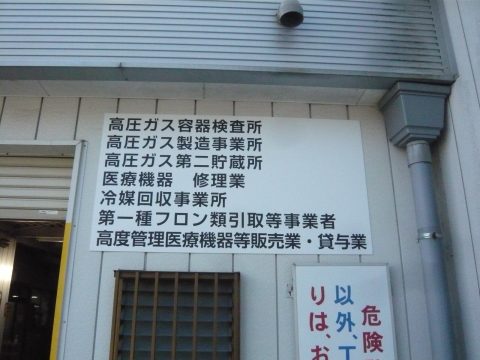 高圧ガス容器検査所
高圧ガス製造事業所
高圧ガス第二貯蔵所
医療機器　修理業
冷媒回収事業所
第一種フロン類引取等事業者
高度管理医療機器等販売業・貸与業
危険
以外、工
りは、お